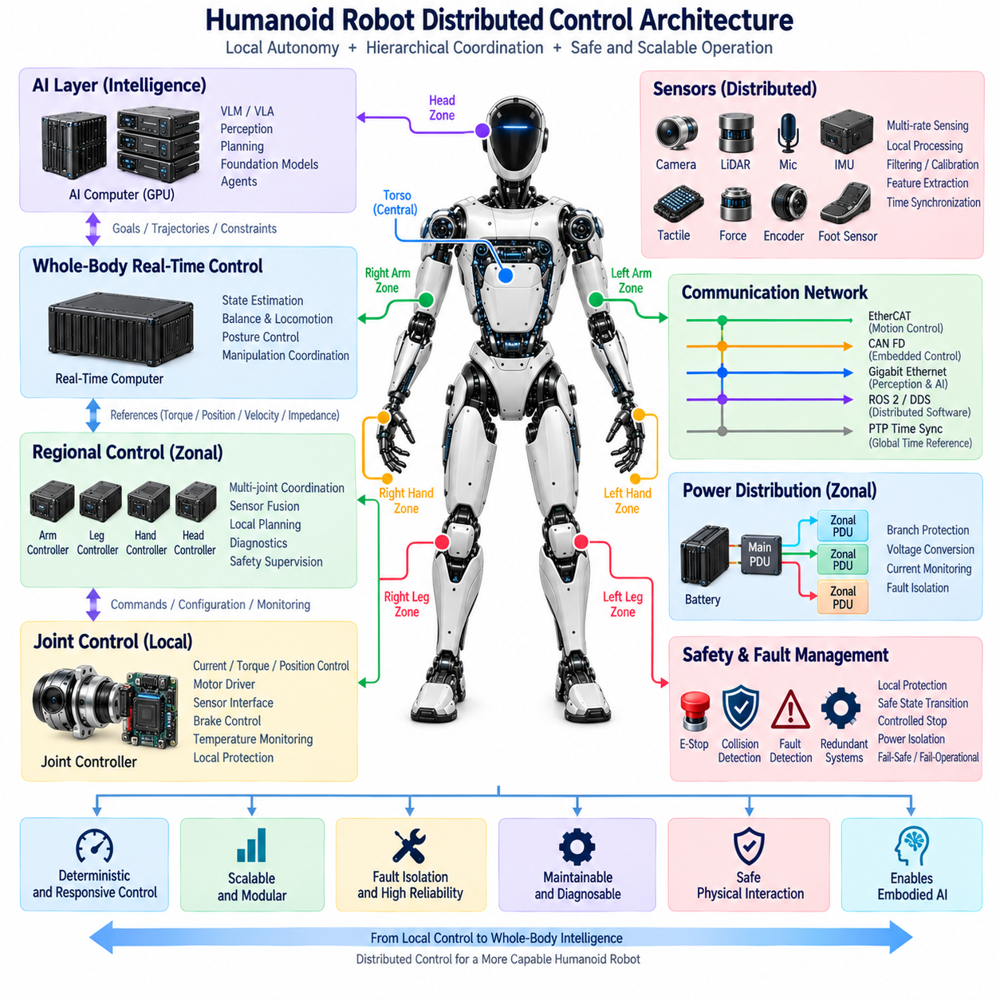 Humanoid Robot Distributed Control Architecture
Local Autonomy + Hierarchical Coordination + Safe and Scalable Operation
AI Layer (Intelligence)
VLM / VLA
Perception
Planning
Foundation Models
Agents
AI Computer (GPU)
Goals / Trajectories / Constraints
Whole-Body Real-Time Control
State Estimation
Balance & Locomotion
Posture Control
Manipulation Coordination
Real-Time Computer
References (Torque / Position / Velocity / Impedance)
Regional Control (Zonal)
Arm
Controller
Leg
Controller
Hand
Controller
Head
Controller
Multi-joint Coordination
Sensor Fusion
Local Planning
Diagnostics
Safety Supervision
Commands / Configuration / Monitoring
Joint Control (Local)
Current / Torque / Position Control
Motor Driver
Sensor Interface
Brake Control
Temperature Monitoring
Local Protection
Joint Controller
Head
Zone
Torso
(Central)
Right Arm
Zone
Left Arm
Zone
Right Hand
Zone
Left Hand
Zone
Right Leg
Zone
Left Leg
Zone
Sensors (Distributed)
Camera
LiDAR
Mic
IMU
Tactile
Force
Encoder
Foot Sensor
Multi-rate Sensing
Local Processing
Filtering / Calibration
Feature Extraction
Time Synchronization
Communication Network
EtherCAT
(Motion Control)
CAN FD
(Embedded Control)
Gigabit Ethernet
(Perception & AI)
ROS 2 / DDS
(Distributed Software)
PTP Time Sync
(Global Time Reference)
Power Distribution (Zonal)
Battery
Main
PDU
Zonal
PDU
Zonal
PDU
Zonal
PDU
Branch Protection
Voltage Conversion
Current Monitoring
Fault Isolation
Safety & Fault Management
E-Stop
Collision
Detection
Fault
Detection
Redundant
Systems
Local Protection
Safe State Transition
Controlled Stop
Power Isolation
Fail-Safe / Fail-Operational
Deterministic
and Responsive Control
Scalable
and Modular
Fault Isolation
and High Reliability
Maintainable
and Diagnosable
Safe
Physical Interaction
Enables
Embodied AI
From Local Control to Whole-Body Intelligence
Distributed Control for a More Capable Humanoid Robot